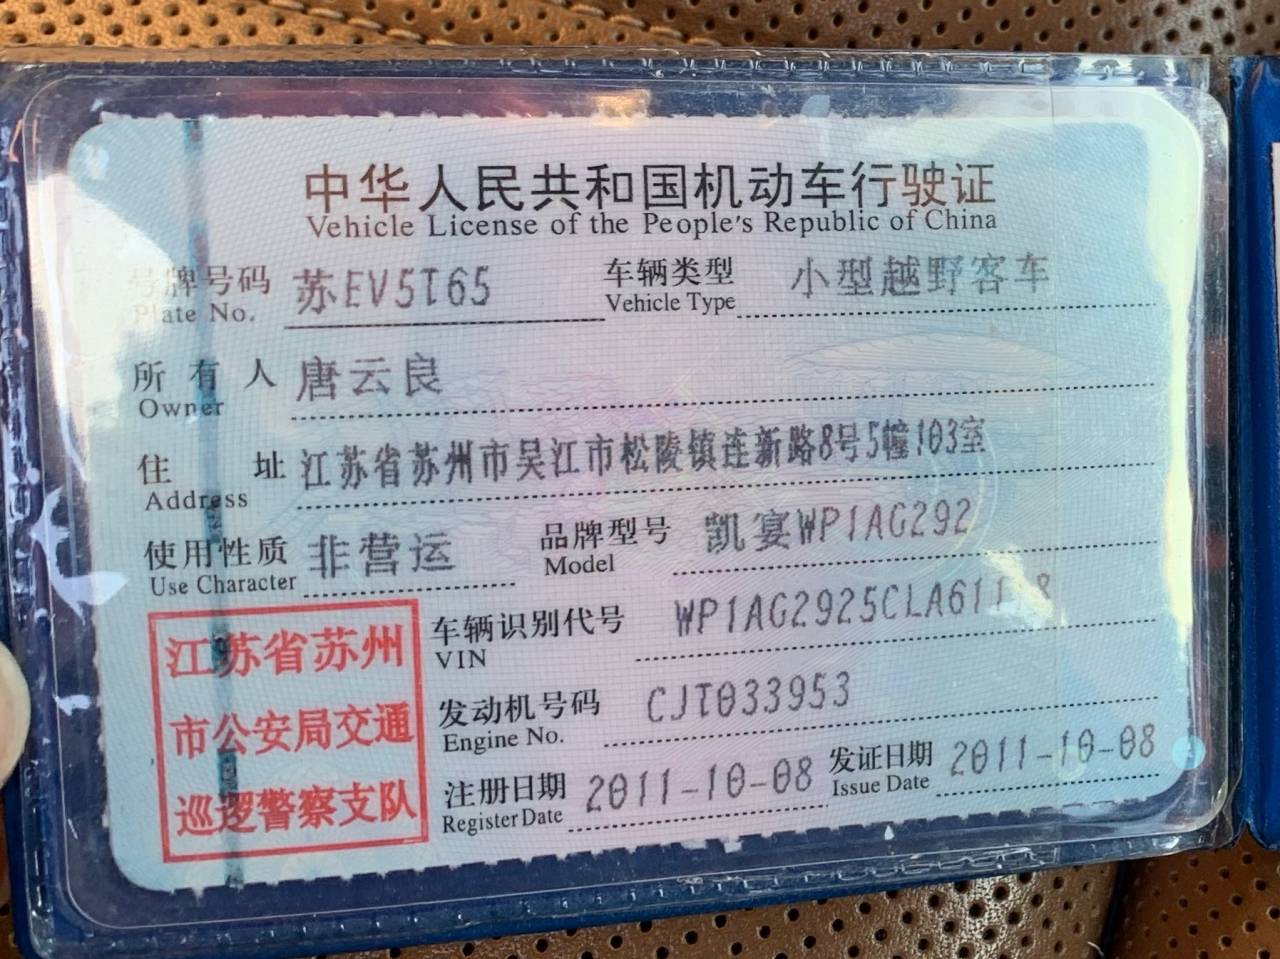 中华人民共和国机动车行驶证
Vehicle License of the People's Republic of China
号牌号码 苏EV5T65 车辆类型 小型越野客车
Plate No. Vehicle Type
所有人 唐云良
Owner
住址 江苏省苏州市吴江市松陵镇连新路8号5幢103室
Address
使用性质 非营运 品牌型号 凯宴WP1AG292
Use Character Model
江苏省苏州
市公安局交通
巡逻警察支队
车辆识别代号
VIN
发动机号码 CJT033953
Engine No.
注册日期 2011-10-08 发证日期 2011-10-08
Register Date Issue Date